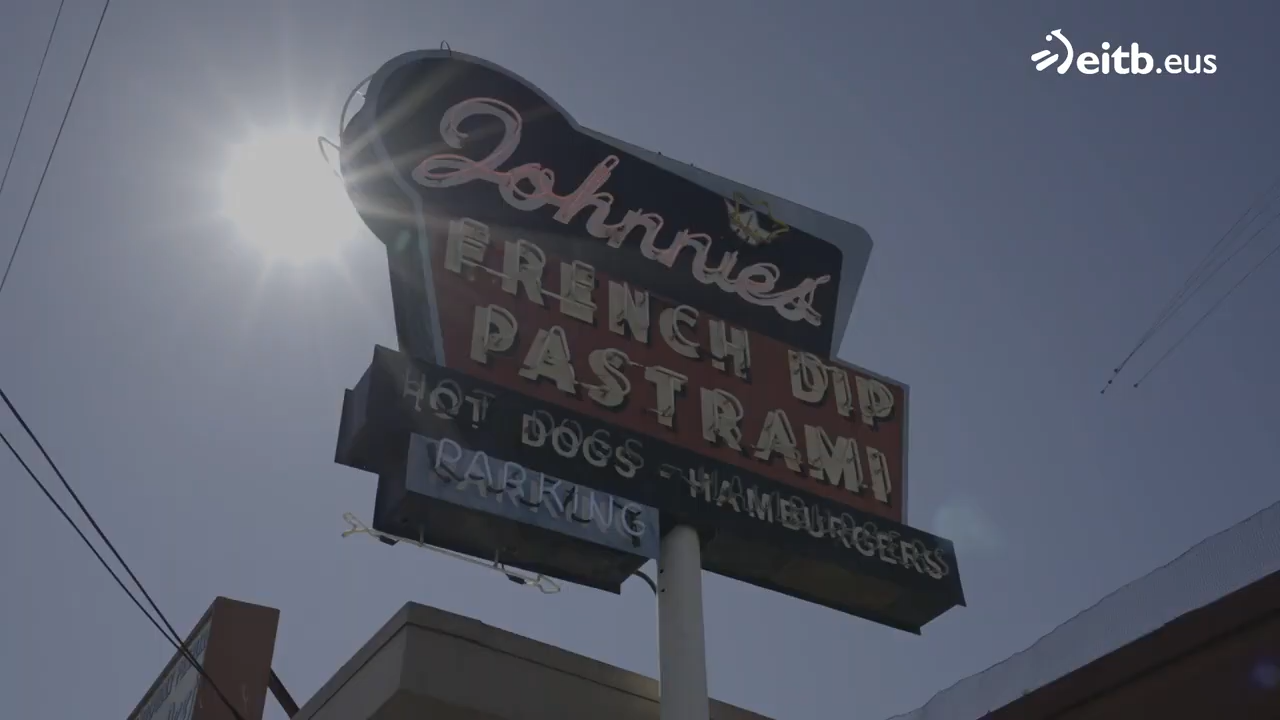 eitb.eus
Johnnies
FRENCH DIP
PASTRAMI
HOT DOGS - HAMBURGERS
PARKING